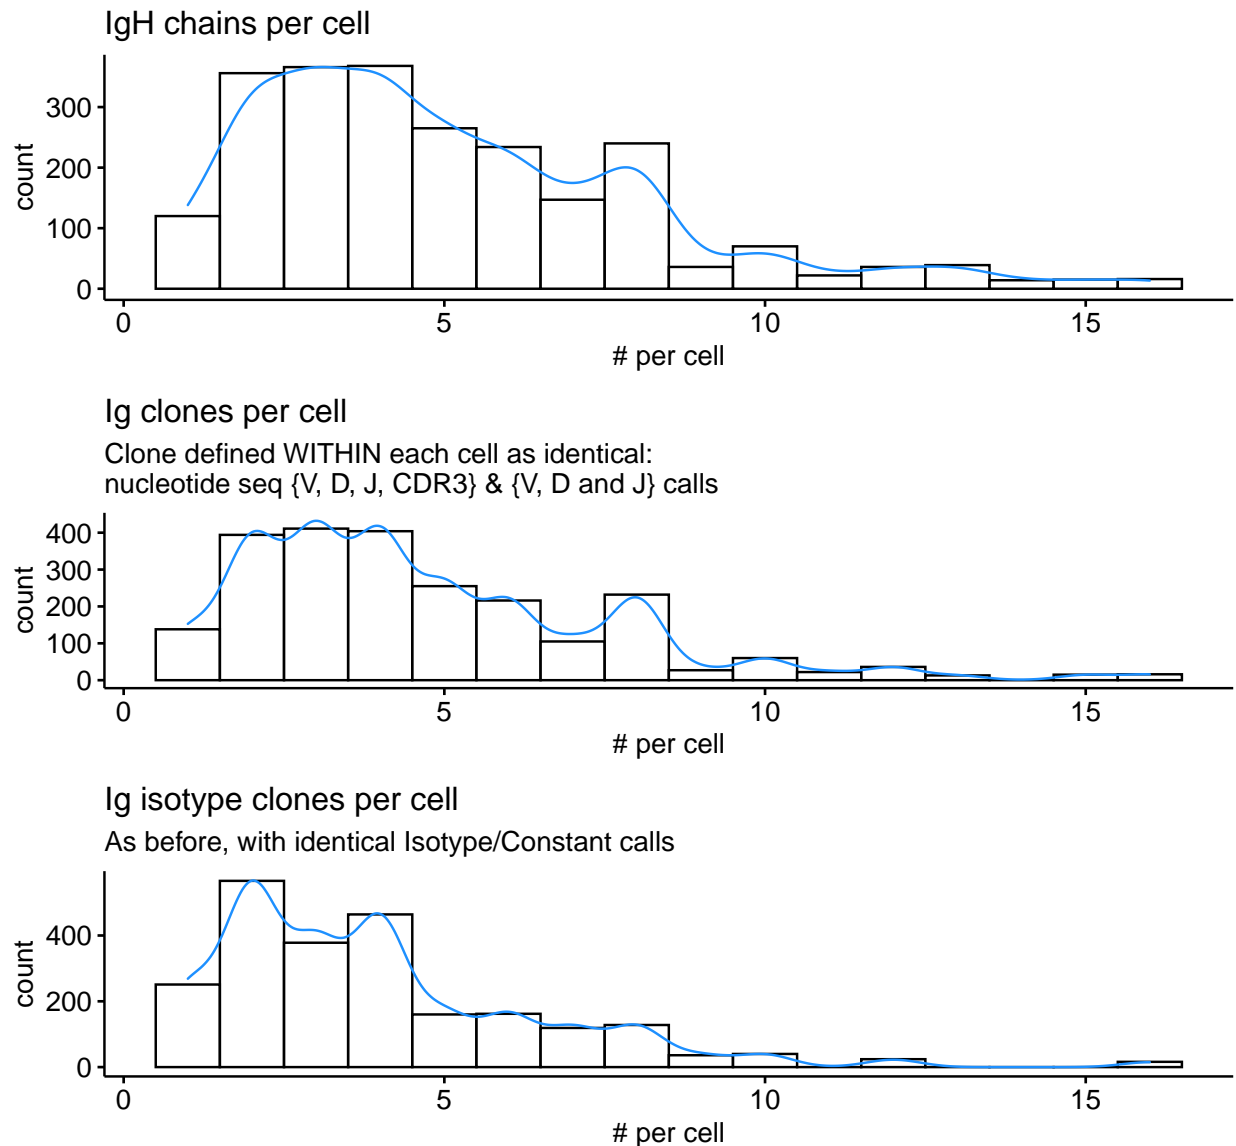 IgH chains per cell
300
200
100
0
count
0 5 10 15
# per cell
Ig clones per cell
Clone defined WITHIN each cell as identical:
nucleotide seq {V, D, J, CDR3} & {V, D and J} calls
400
300
200
100
0
count
0 5 10 15
# per cell
Ig isotype clones per cell
As before, with identical Isotype/Constant calls
400
200
0
count
0 5 10 15
# per cell